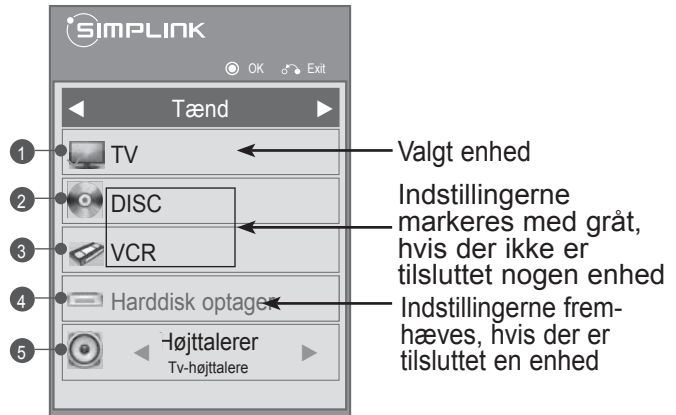 SIMPLINK
OK Exit
Tænd
1 TV
2 DISC
3 VCR
4 Harddisk optager
5 Højttalerer
Tv-højttalere
Valgt enhed
Indstillingerne
markeres med gråt,
hvis der ikke er
tilsluttet nogen enhed
Indstillingerne frem-
hæves, hvis der er
tilsluttet en enhed